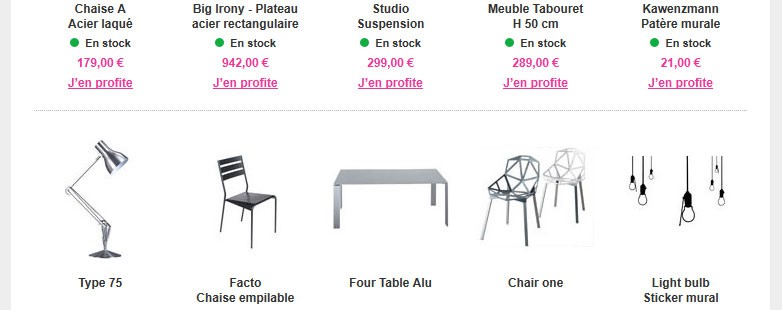 Chaise A Big Irony - Plateau Studio Meuble Tabouret Kawenzmann
Acier laqué acier rectangulaire Suspension H 50 cm Patère murale
En stock En stock En stock En stock En stock
179,00 € 942,00 € 299,00 € 289,00 € 21,00 €
J'en profite J'en profite J'en profite J'en profite J'en profite
Type 75 Facto Four Table Alu Chair one Light bulb
Chaise empilable Sticker mural